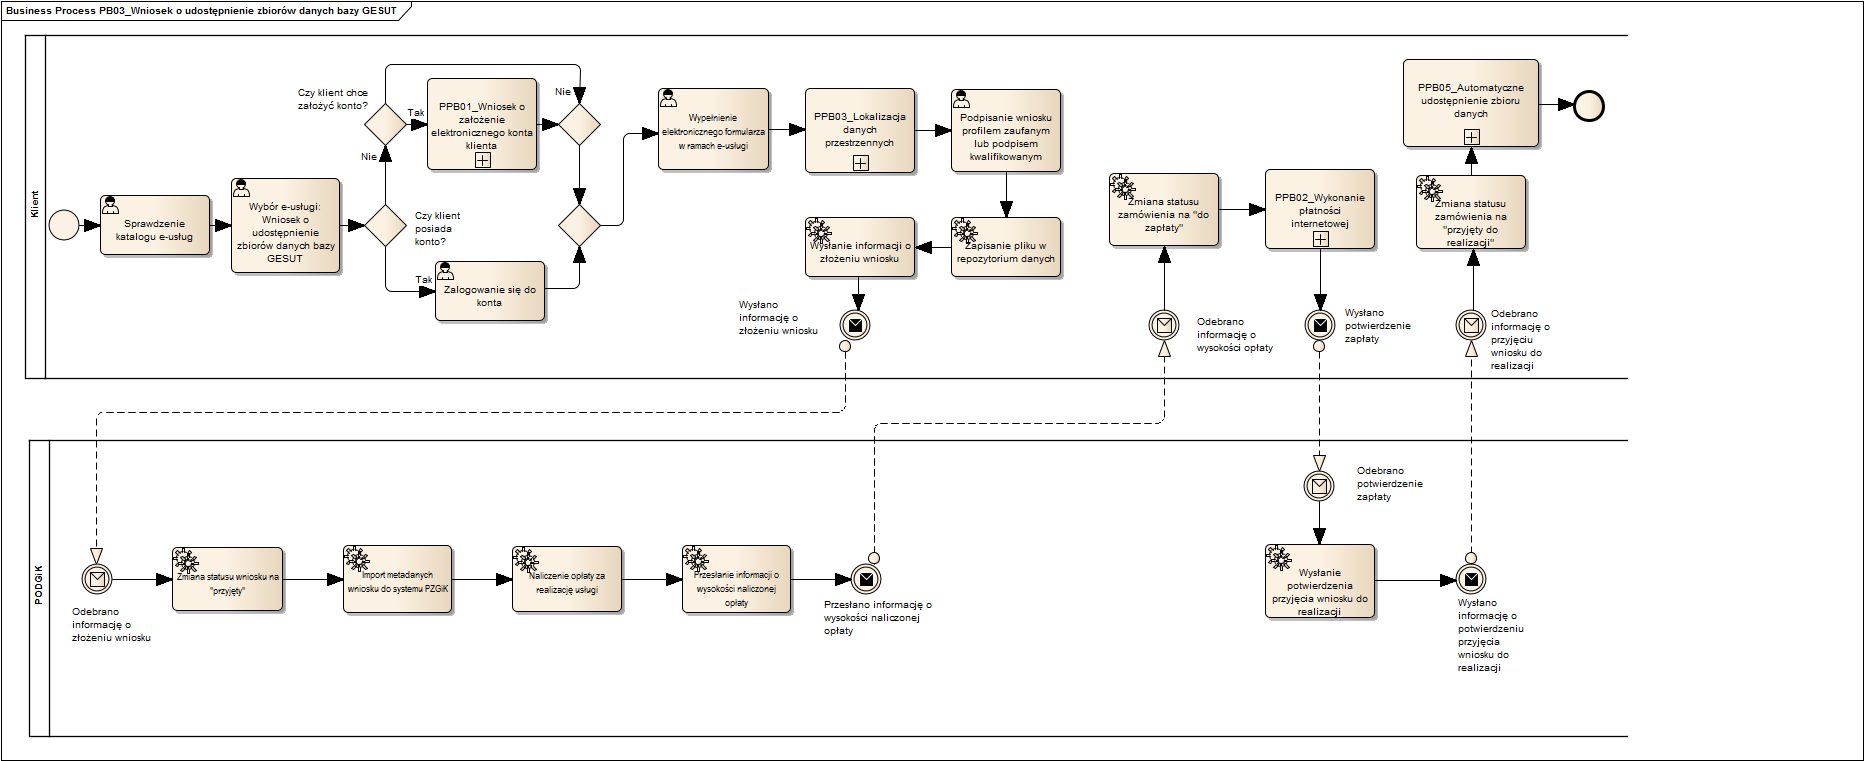 Business Process PB03_Wniosek o udostępnienie zbiorów danych bazy GESUT
Klient
Sprawdzenie
katalogu e-usług
Wybór e-usługi:
Wniosek o
udostępnienie
zbiorów danych bazy
GESUT
Czy klient chce
założyć konto?
Tak
Nie
Nie
Czy klient
posiada
konto?
Tak
PPB01_Wniosek o
założenie
elektronicznego konta
klienta
Zalogowanie się do
konta
Wypełnienie
elektronicznego formularza
w ramach e-usługi
PPB03_Lokalizacja
danych
przestrzennych
Podpisanie wniosku
profilem zaufanym
lub podpisem
kwalifikowanym
Zapisanie pliku w
repozytorium danych
Wysłanie informacji o
złożeniu wniosku
Wysłano
informację o
złożeniu wniosku
Zmiana statusu
zamówienia na "do
zapłaty"
Odebrano
informację o
wysokości opłaty
PPB02_Wykonanie
płatności
internetowej
Wysłano
potwierdzenie
zapłaty
PPB05_Automatyczne
udostępnienie zbioru
danych
Zmiana statusu
zamówienia na
"przyjęty do
realizacji"
Odebrano
informację o
przyjęciu
wniosku do
realizacji
PODGiK
Odebrano
informację o
złożeniu wniosku
Zmiana statusu wniosku na
"przyjęty"
Import metadanych
wniosku do systemu PZGiK
Naliczenie opłaty za
realizację usługi
Przesłanie informacji o
wysokości naliczonej
opłaty
Przesłano informację o
wysokości naliczonej
opłaty
Odebrano
potwierdzenie
zapłaty
Wysłanie
potwierdzenia
przyjęcia wniosku do
realizacji
Wysłano
informację o
potwierdzeniu
przyjęcia
wniosku do
realizacji